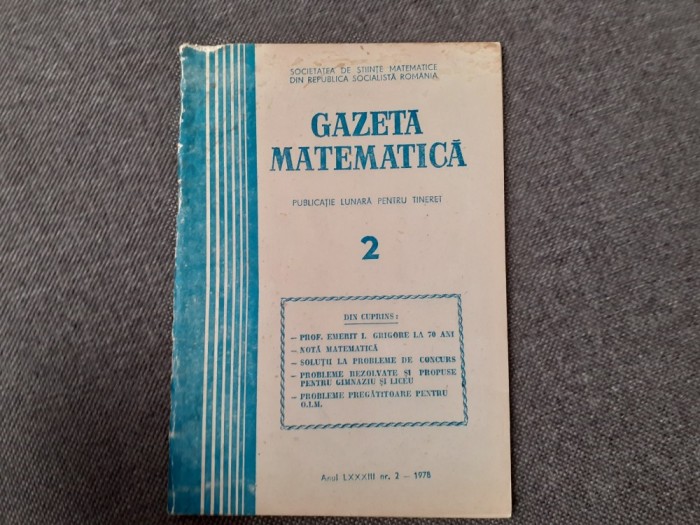 SOCIETATEA DE ȘTIINȚE MATEMATICE
DIN REPUBLICA SOCIALISTĂ ROMÂNIA
GAZETA
MATEMATICĂ
PUBLICAȚIE LUNARĂ PENTRU TINERET
2
DIN CUPRINS :
— PROF. EMERIT I. GRIGORE LA 70 ANI
— NOTĂ MATEMATICĂ
— SOLUȚII LA PROBLEME DE CONCURS
— PROBLEME REZOLVATE ȘI PROPUSE
PENTRU GIMNAZIU ȘI LICEU
— PROBLEME PREGĂTITOARE PENTRU
O.I.M.
Anul LXXXIII nr. 2 — 1978